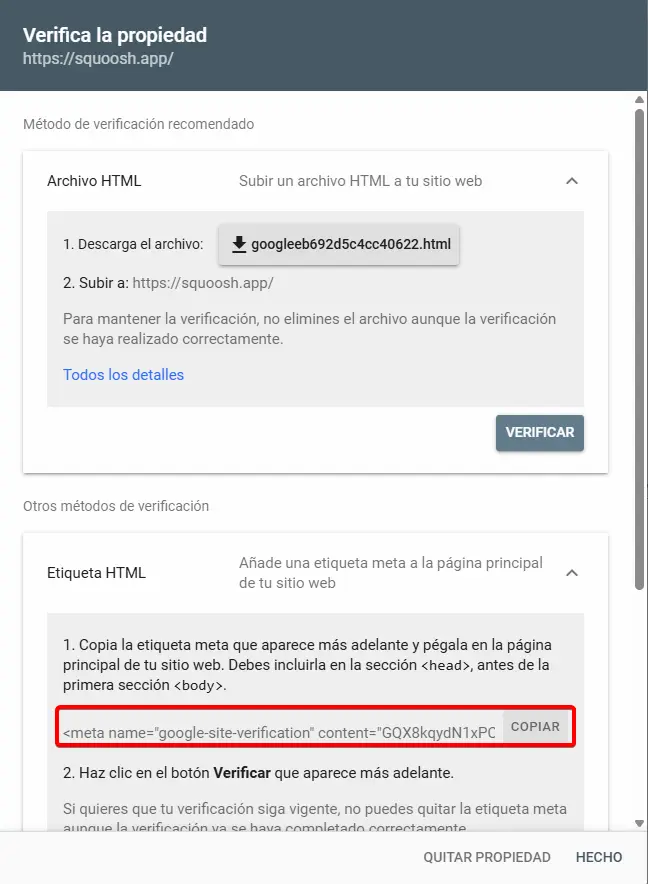 Verifica la propiedad
https://squoosh.app/
Método de verificación recomendado
Archivo HTML
Subir un archivo HTML a tu sitio web
1. Descarga el archivo:
googleeb692d5c4cc40622.html
2. Subir a: https://squoosh.app/
Para mantener la verificación, no elimines el archivo aunque la verificación
se haya realizado correctamente.
Todos los detalles
VERIFICAR
Otros métodos de verificación
Etiqueta HTML
Añade una etiqueta meta a la página principal
de tu sitio web
1. Copia la etiqueta meta que aparece más adelante y pégala en la página
principal de tu sitio web. Debes incluirla en la sección <head>, antes de la
primera sección <body>.
<meta name="google-site-verification" content="GQX8kqydN1xPC
COPIAR
2. Haz clic en el botón Verificar que aparece más adelante.
Si quieres que tu verificación siga vigente, no puedes quitar la etiqueta meta
aunque la verificación ya se haya completado correctamente.
QUITAR PROPIEDAD
HECHO